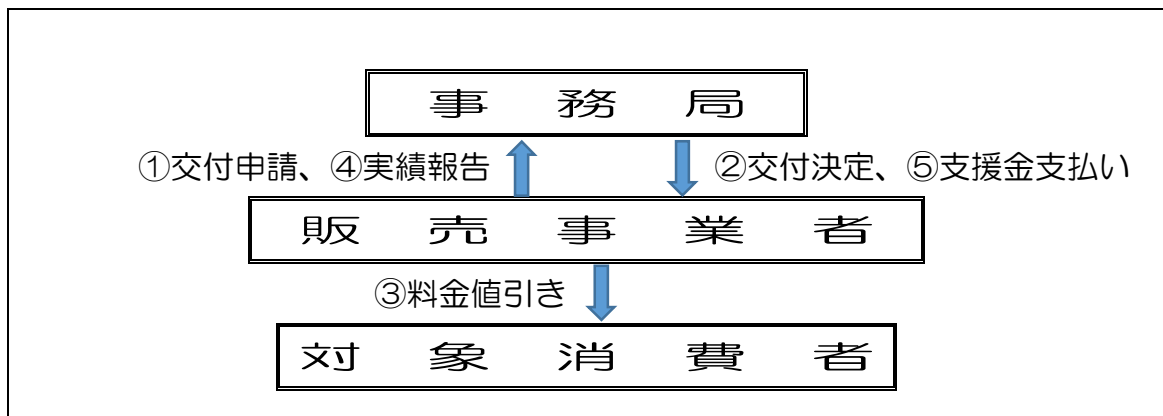 事務局
①交付申請、④実績報告
②交付決定、⑤支援金支払い
販売事業者
③料金値引き
対象消費者